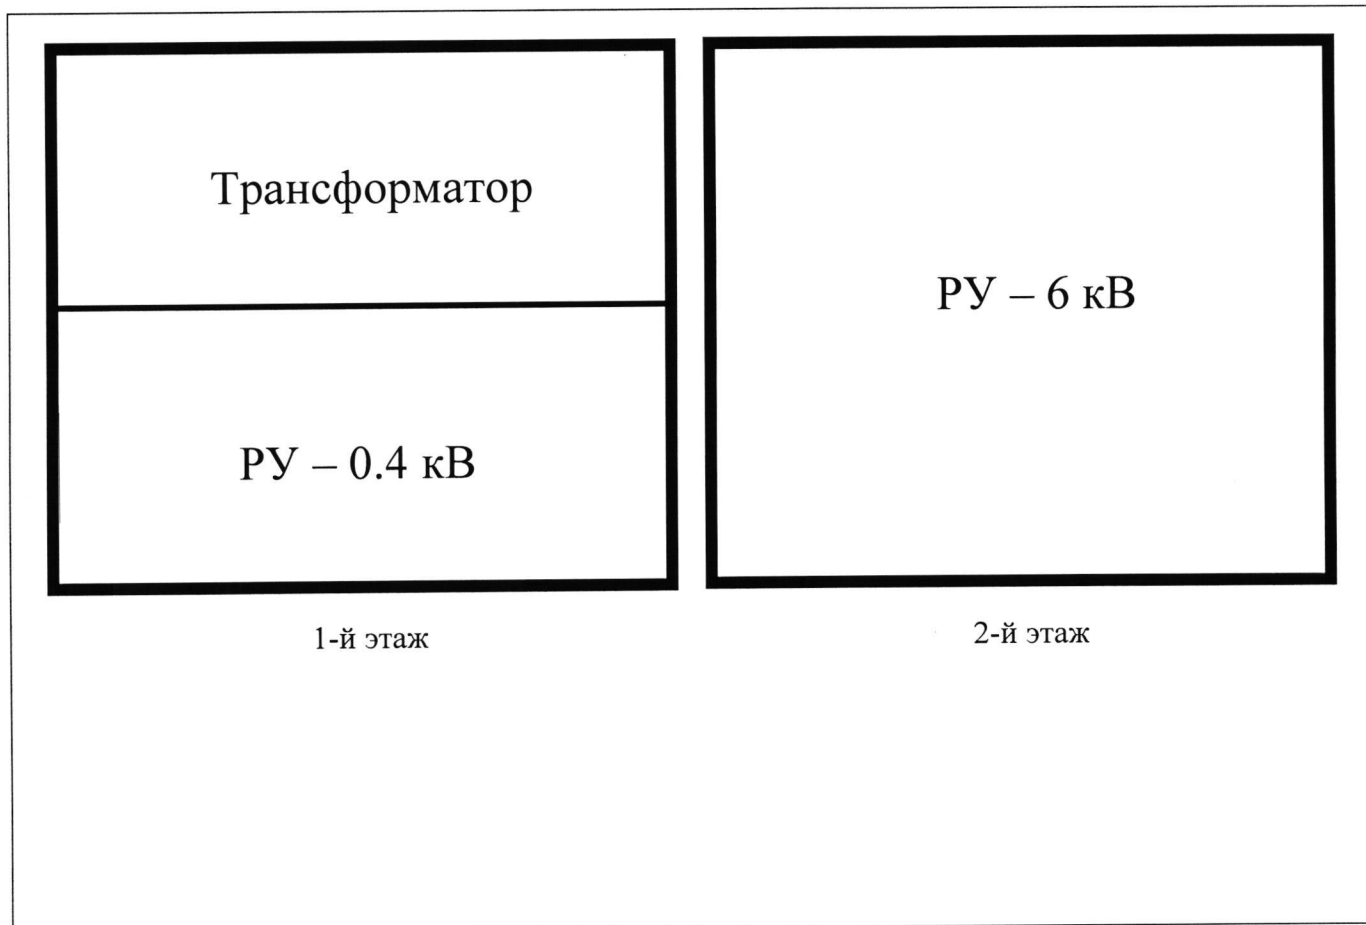 Трансформатор
РУ – 0.4 кВ
1-й этаж
РУ – 6 кВ
2-й этаж